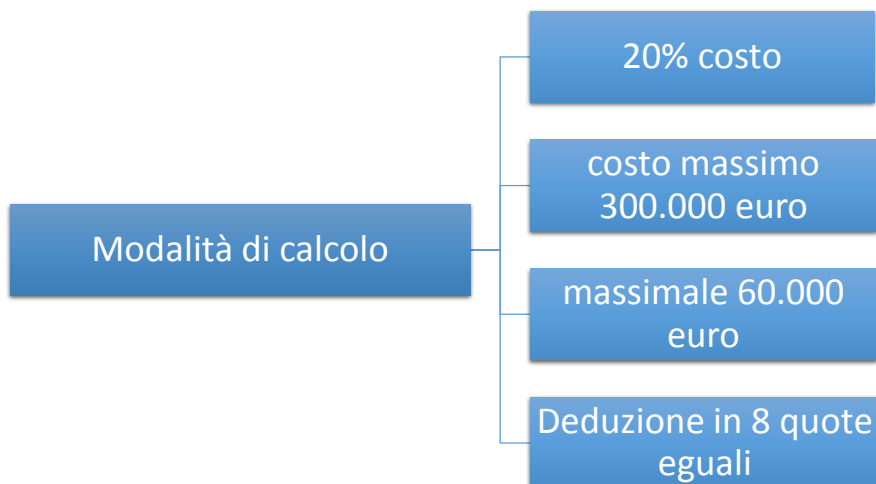 20% costo
costo massimo
300.000 euro
Modalità di calcolo
massimale 60.000
euro
Deduzione in 8 quote
eguali